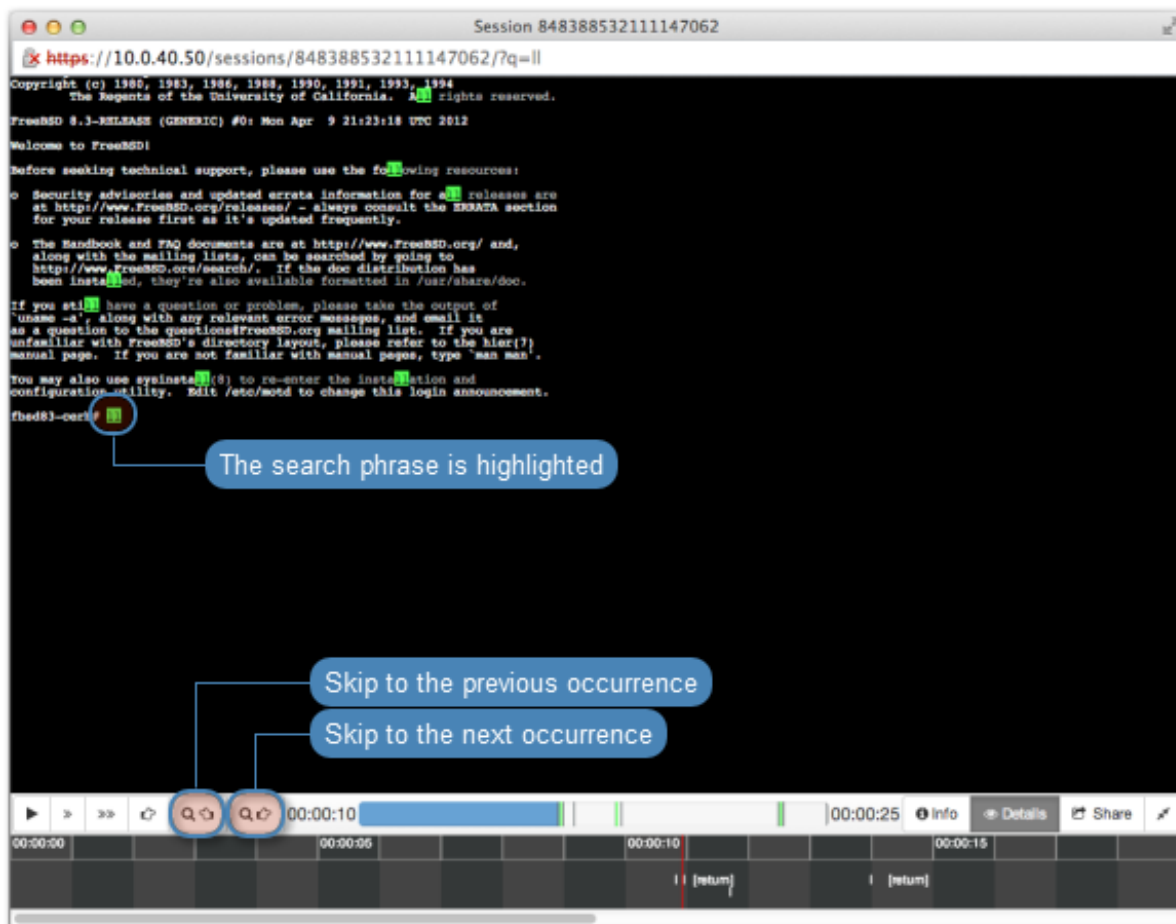 Session 848388532111147062
https://10.0.40.50/sessions/848388532111147062/?q=ll
Copyright (c) 1980, 1983, 1986, 1988, 1990, 1991, 1993, 1994
The Regents of the University of California. All rights reserved.
FreeBSD 8.3-RELEASE (GENERIC) #0: Mon Apr 9 21:23:18 UTC 2012
Welcome to FreeBSD!
Before seeking technical support, please use the following resources:
o Security advisories and updated errata information for all releases are
at http://www.FreeBSD.org/releases/ - always consult the ERRATA section
for your release first as it's updated frequently.
o The Handbook and FAQ documents are at http://www.FreeBSD.org/ and,
along with the mailing lists, can be searched by going to
http://www.FreeBSD.org/search/. If the doc distribution has
been installed, they're also available formatted in /usr/share/doc.
If you still have a question or problem, please take the output of
`uname -a', along with any relevant error messages, and email it
as a question to the questions@FreeBSD.org mailing list. If you are
unfamiliar with FreeBSD's directory layout, please refer to the hier(7)
manual page. If you are not familiar with manual pages, type `man man'.
You may also use sysinstall(8) to re-enter the installation and
configuration utility. Edit /etc/motd to change this login announcement.
# ll
The search phrase is highlighted
Skip to the previous occurrence
Skip to the next occurrence
00:00:10 00:00:25 Info Details Share
00:00:00 00:00:05 00:00:10 00:00:15
l l [return] l [return]